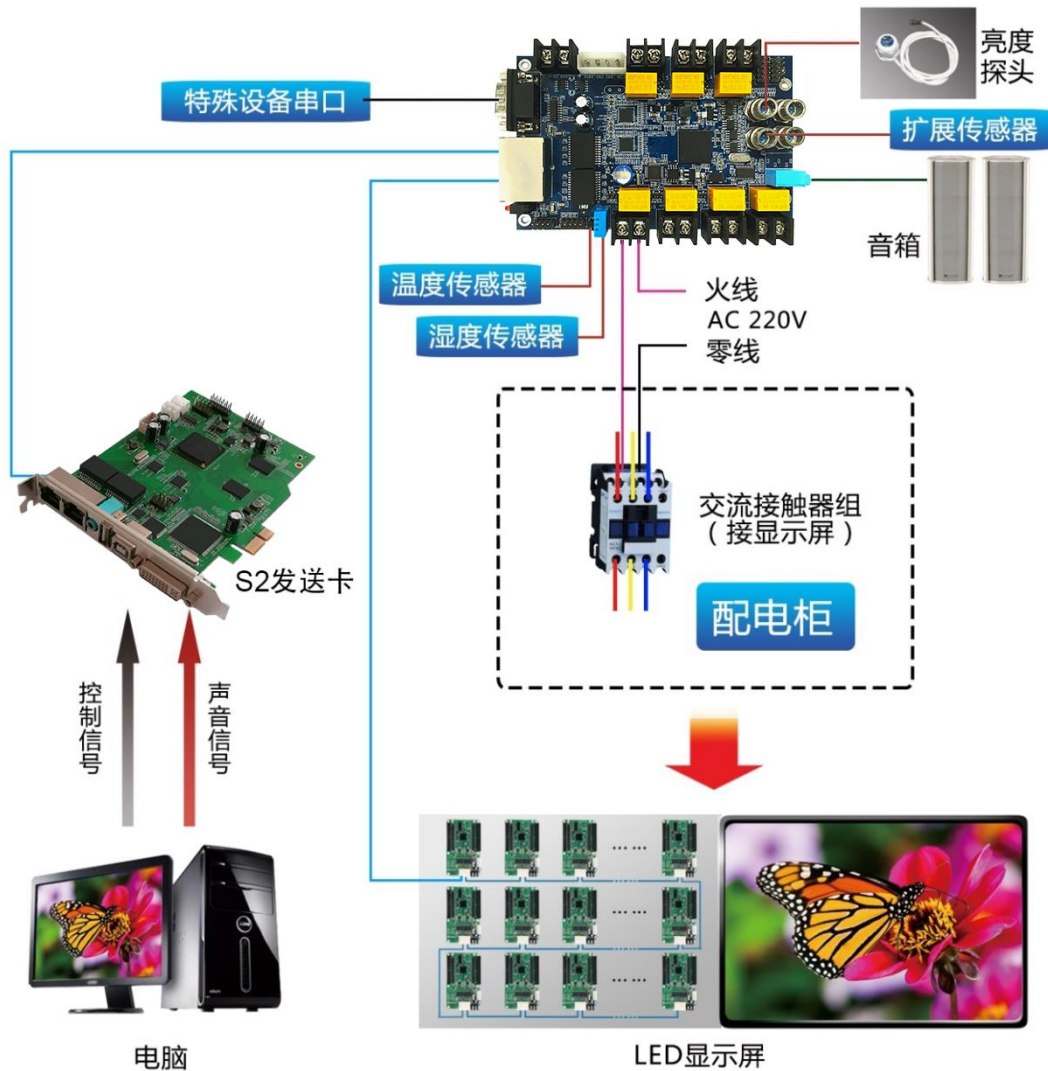 亮度
探头
特殊设备串口
扩展传感器
音箱
温度传感器
火线
AC 220V
湿度传感器
零线
交流接触器组
（接显示屏）
S2发送卡
配电柜
控制信号
声音信号
电脑
LED显示屏